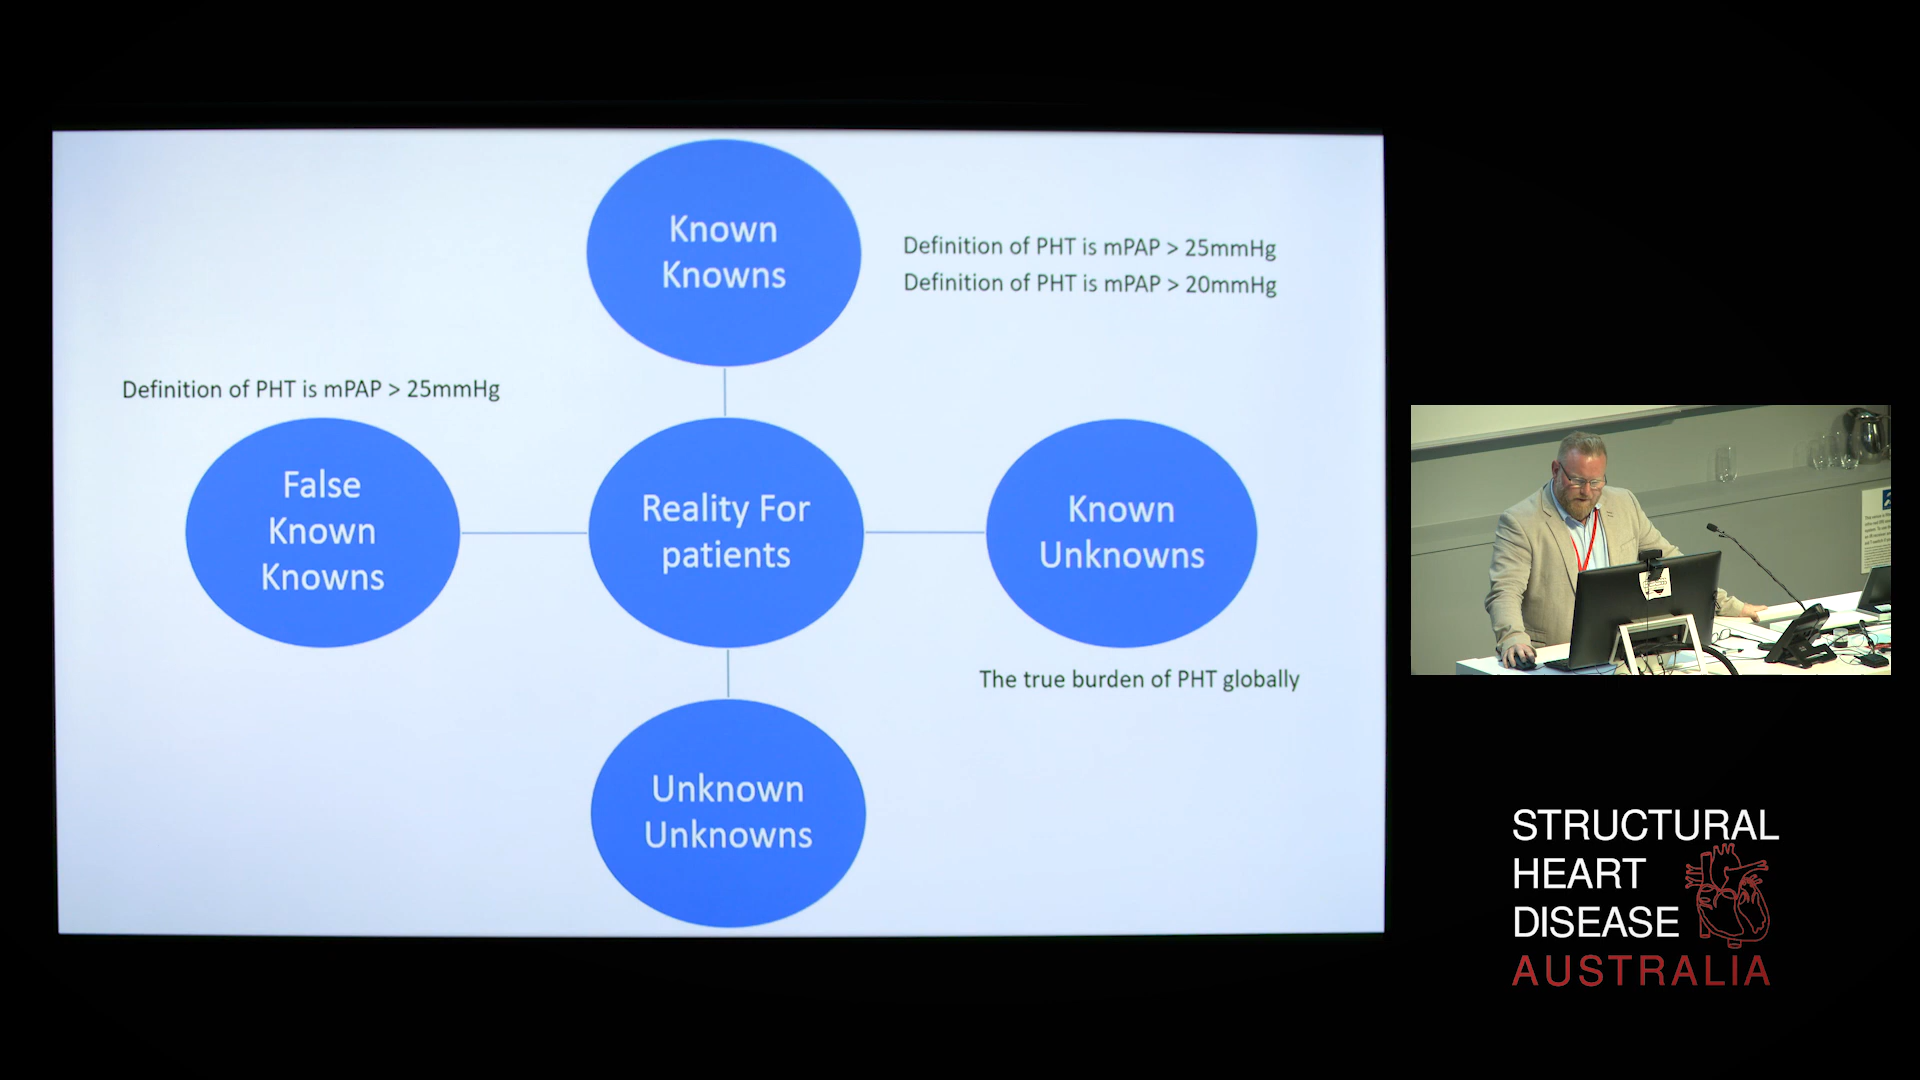 Known
Knowns
Definition of PHT is mPAP > 25mmHg
Definition of PHT is mPAP > 20mmHg
Definition of PHT is mPAP > 25mmHg
False
Known
Knowns
Reality For
patients
Known
Unknowns
The true burden of PHT globally
Unknown
Unknowns
STRUCTURAL
HEART
DISEASE
AUSTRALIA